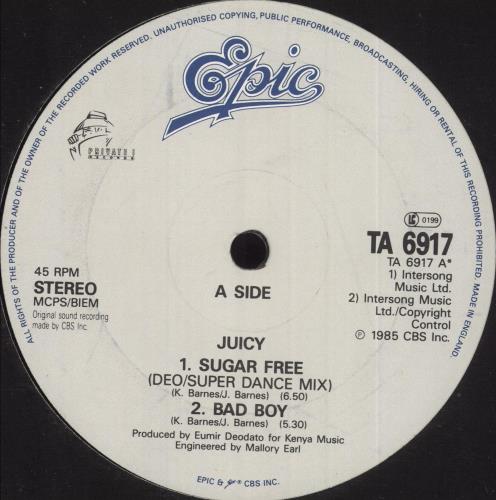 ALL RIGHTS OF THE PRODUCER AND OF THE OWNER OF THE RECORDED WORK RESERVED. UNAUTHORISED COPYING, PUBLIC PERFORMANCE, BROADCASTING, HIRING OR RENTAL OF THIS RECORDING PROHIBITED. MADE IN ENGLAND.
Epic
PRIVATE I
RECORDS
LC 0199
TA 6917
TA 6917 A*
1) Intersong
Music Ltd.
2) Intersong Music
Ltd./Copyright
Control
℗ 1985 CBS Inc.
45 RPM
STEREO
MCPS/BIEM
Original sound recording
made by CBS Inc.
A SIDE
JUICY
1. SUGAR FREE
(DEO/SUPER DANCE MIX)
(K. Barnes/J. Barnes) (6.50)
2. BAD BOY
(K. Barnes/J. Barnes) (5.30)
Produced by Eumir Deodato for Kenya Music
Engineered by Mallory Earl
EPIC & CBS INC.